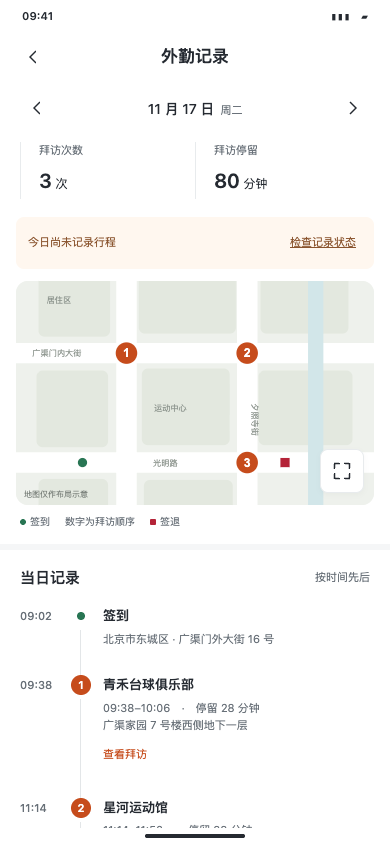 09:41
外勤记录
11 月 17 日 周二
拜访次数 拜访停留
3 次 80 分钟
今日尚未记录行程 检查记录状态
居住区
广渠门内大街
1 2
运动中心
夕照寺街
光明路
3
地图仅作布局示意
签到 数字为拜访顺序 签退
当日记录 按时间先后
09:02 签到
北京市东城区 · 广渠门外大街 16 号
09:38 1 青禾台球俱乐部
09:38–10:06 · 停留 28 分钟
广渠家园 7 号楼西侧地下一层
查看拜访
11:14 2 星河运动馆